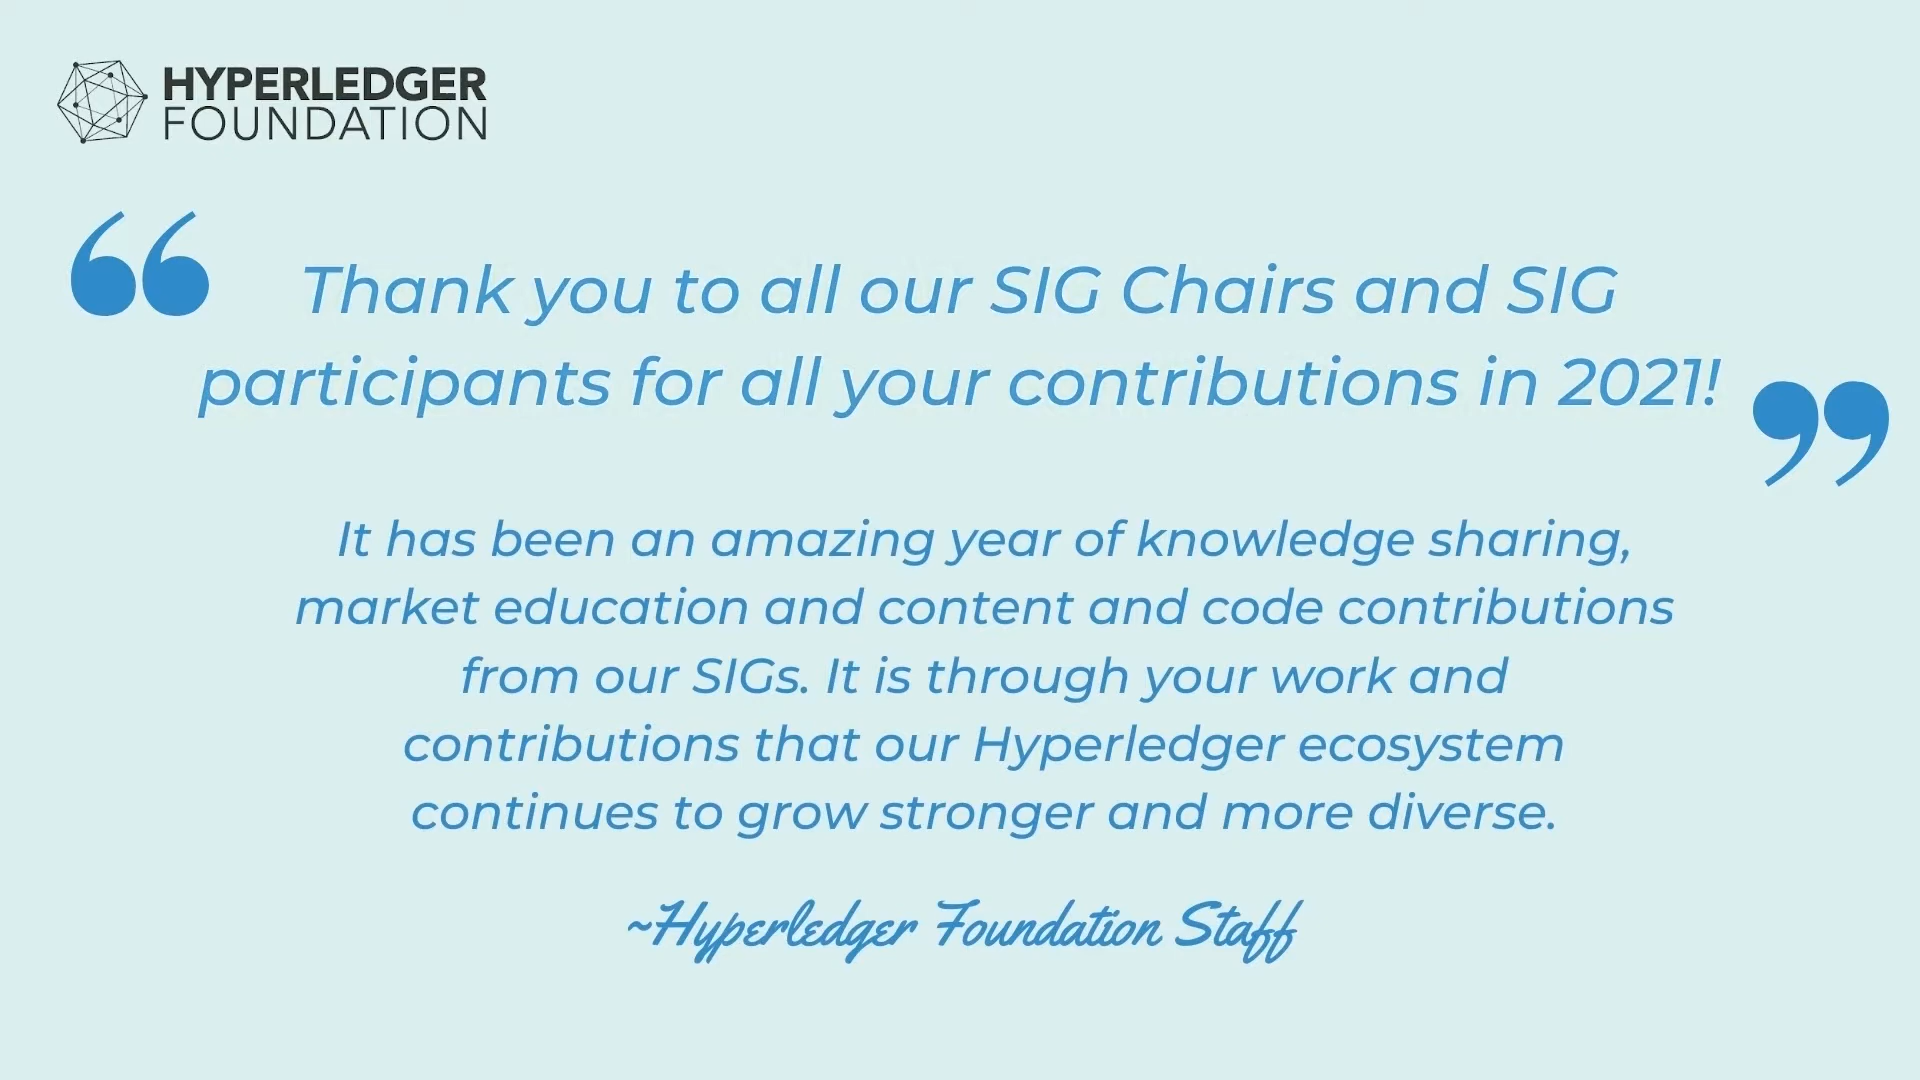 HYPERLEDGER
FOUNDATION
“
Thank you to all our SIG Chairs and SIG
participants for all your contributions in 2021!
”
It has been an amazing year of knowledge sharing,
market education and content and code contributions
from our SIGs. It is through your work and
contributions that our Hyperledger ecosystem
continues to grow stronger and more diverse.
~Hyperledger Foundation Staff